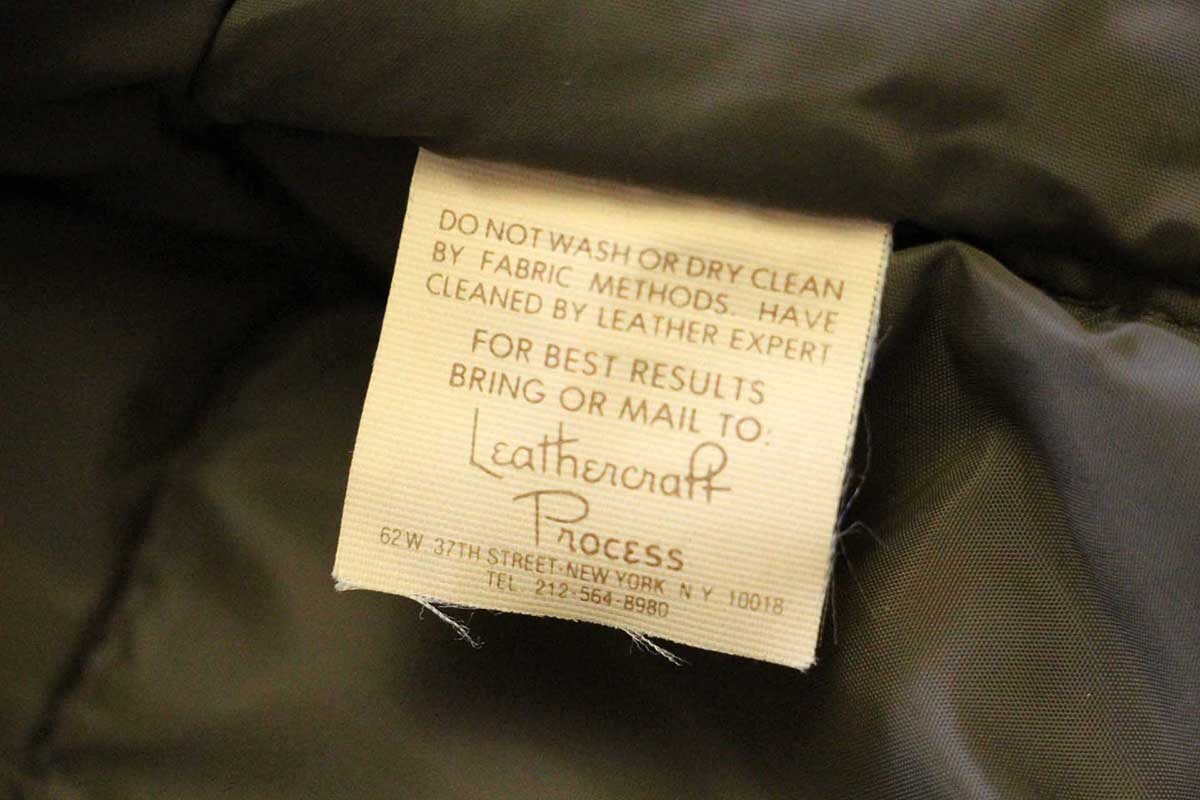 DO NOT WASH OR DRY CLEAN
BY FABRIC METHODS. HAVE
CLEANED BY LEATHER EXPERT
FOR BEST RESULTS
BRING OR MAIL TO:
Leathercraft
Process
62 W. 37TH STREET·NEW YORK N Y 10018
TEL. 212-564-8980